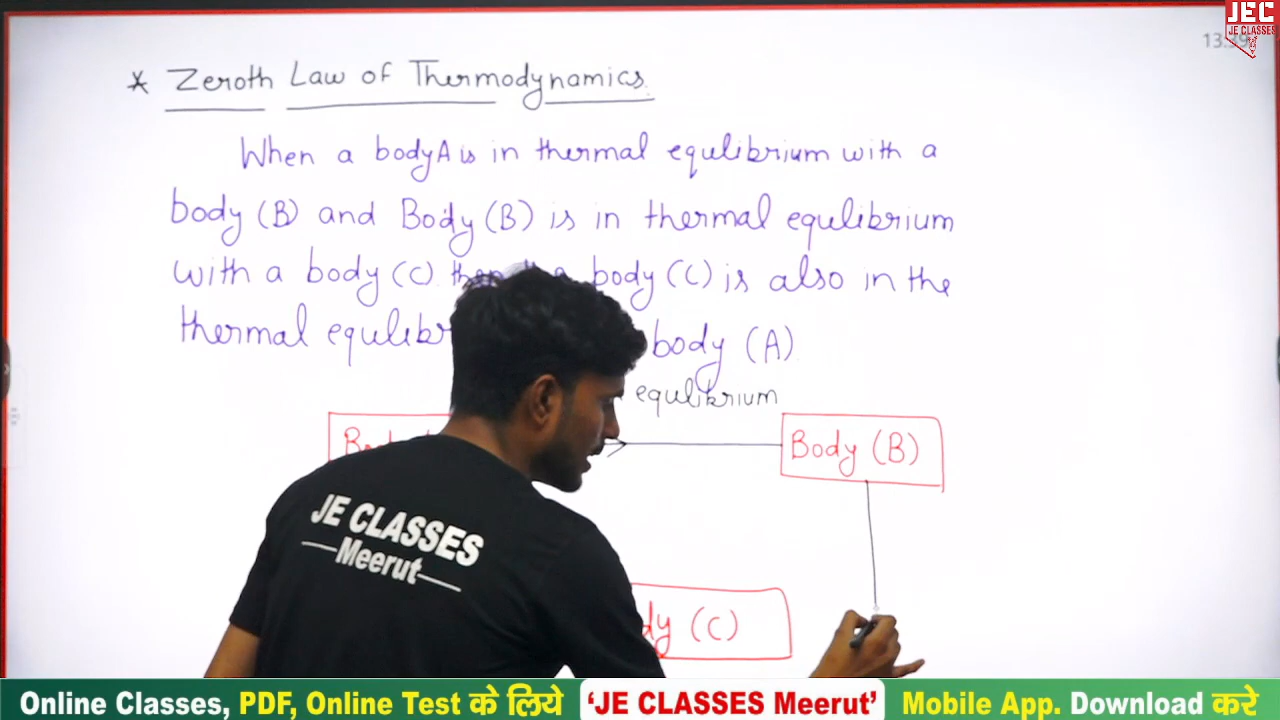 JEC
JE CLASSES
* Zeroth Law of Thermodynamics.
When a body A is in thermal equlibrium with a
body (B) and Body (B) is in thermal equlibrium
with a body (C) body (C) is also in the
thermal body (A)
equlibrium
Body (B)
(C)
JE CLASSES
Meerut
Online Classes, PDF, Online Test के लिये 'JE CLASSES Meerut' Mobile App. Download करे